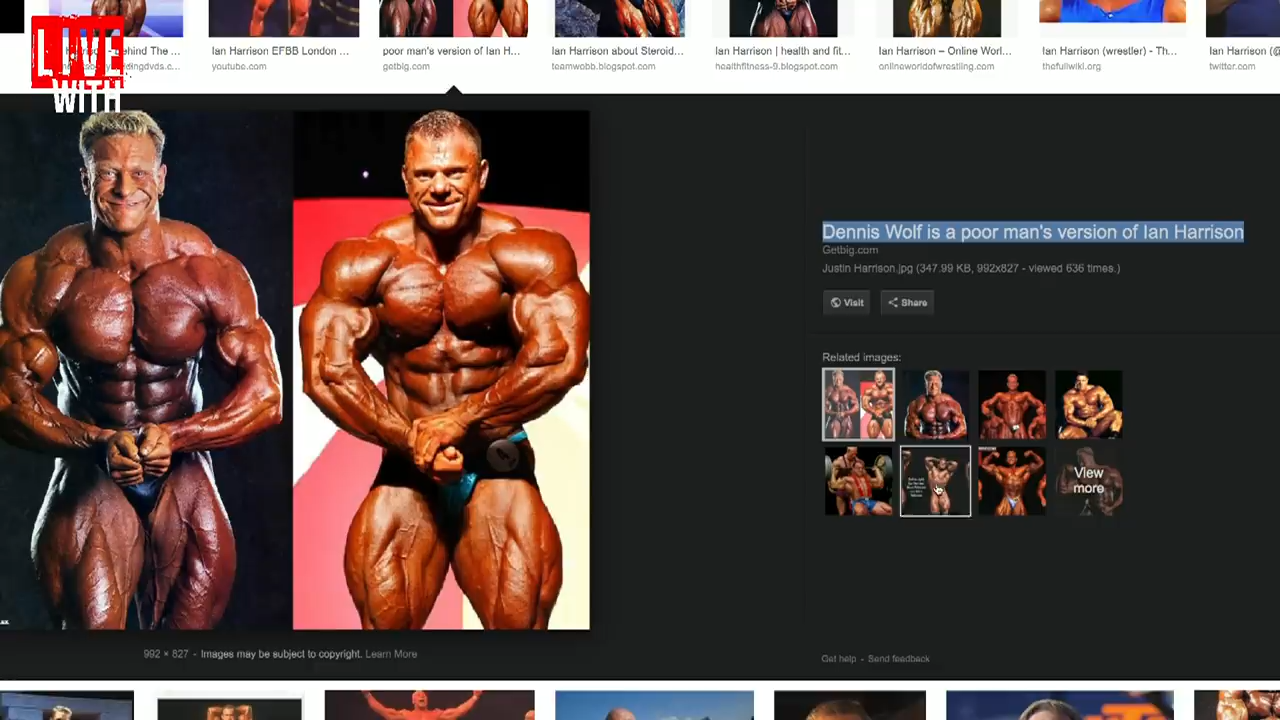 LIVE
WITH
Ian Harrison EFBB London ...
poor man's version of Ian H...
Ian Harrison about Steroid...
Ian Harrison | health and fit...
Ian Harrison – Online Worl...
Ian Harrison (wrestler) - Th...
Ian Harrison (@
youtube.com
getbig.com
teamwobb.blogspot.com
healthfitness-9.blogspot.com
onlineworldofwrestling.com
thefullwiki.org
twitter.com
Dennis Wolf is a poor man's version of Ian Harrison
Getbig.com
Justin Harrison.jpg (347.99 KB, 992x827 - viewed 636 times.)
Visit
Share
Related images:
View
more
992 × 827 - Images may be subject to copyright. Learn More
Get help - Send feedback